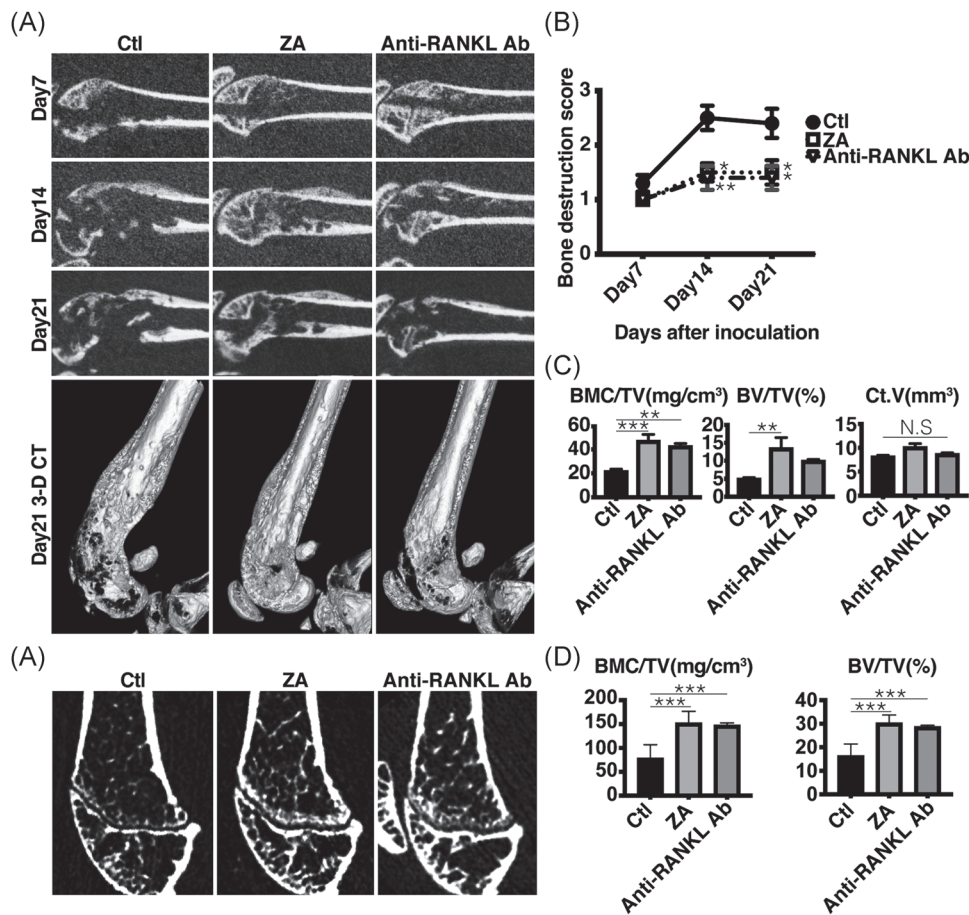 (A)
Ctl ZA Anti-RANKL Ab
Day7
Day14
Day21
Day21 3-D CT
(B)
Bone destruction score
3
2
1
0
* *
** *
Day7 Day14 Day21
Days after inoculation
Ctl
ZA
Anti-RANKL Ab
(C)
BMC/TV(mg/cm³)
60
40
20
0
**
***
Ctl ZA Anti-RANKL Ab
BV/TV(%)
20
15
10
5
0
**
Ctl ZA Anti-RANKL Ab
Ct.V(mm³)
15
10
5
0
N.S
Ctl ZA Anti-RANKL Ab
(A)
Ctl ZA Anti-RANKL Ab
(D)
BMC/TV(mg/cm³)
200
150
100
50
0
***
***
Ctl ZA Anti-RANKL Ab
BV/TV(%)
40
30
20
10
0
***
***
Ctl ZA Anti-RANKL Ab